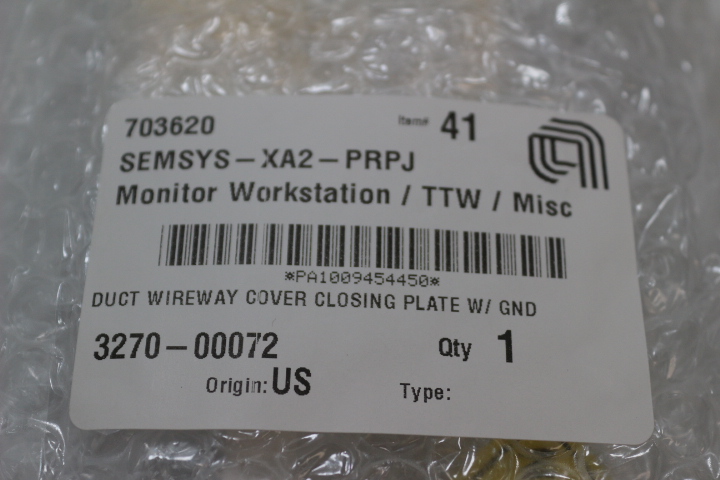 703620 Item# 41
SEMSYS-XA2-PRPJ
Monitor Workstation / TTW / Misc
*PA1009454450*
DUCT WIREWAY COVER CLOSING PLATE W/ GND
3270-00072 Qty 1
Origin: US Type: